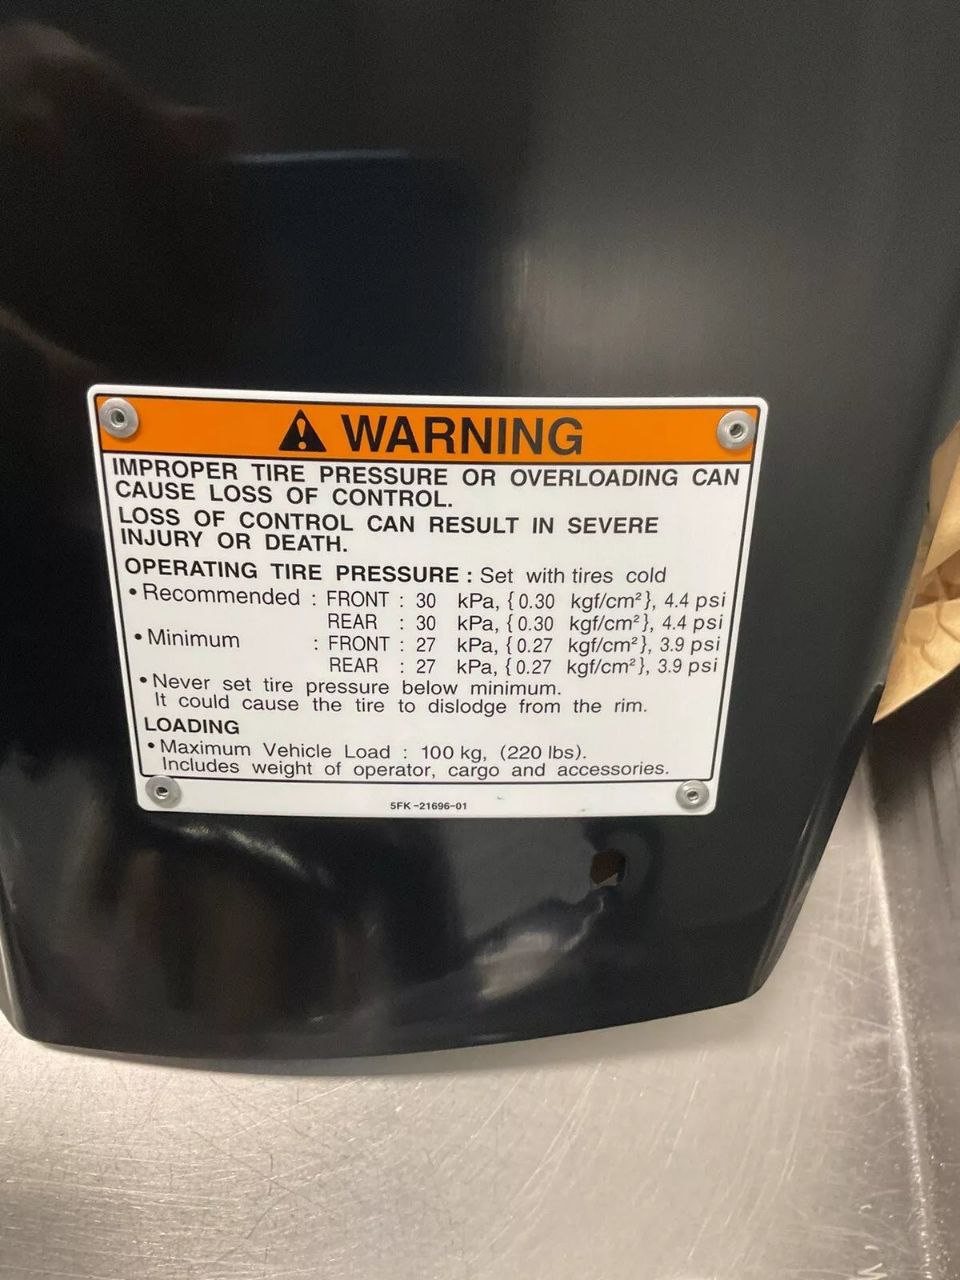 WARNING
IMPROPER TIRE PRESSURE OR OVERLOADING CAN
CAUSE LOSS OF CONTROL.
LOSS OF CONTROL CAN RESULT IN SEVERE
INJURY OR DEATH.
OPERATING TIRE PRESSURE : Set with tires cold
• Recommended : FRONT : 30 kPa, {0.30 kgf/cm²}, 4.4 psi
REAR : 30 kPa, {0.30 kgf/cm²}, 4.4 psi
• Minimum : FRONT : 27 kPa, {0.27 kgf/cm²}, 3.9 psi
REAR : 27 kPa, {0.27 kgf/cm²}, 3.9 psi
• Never set tire pressure below minimum.
It could cause the tire to dislodge from the rim.
LOADING
• Maximum Vehicle Load : 100 kg, (220 lbs).
Includes weight of operator, cargo and accessories.
5FK-21696-01